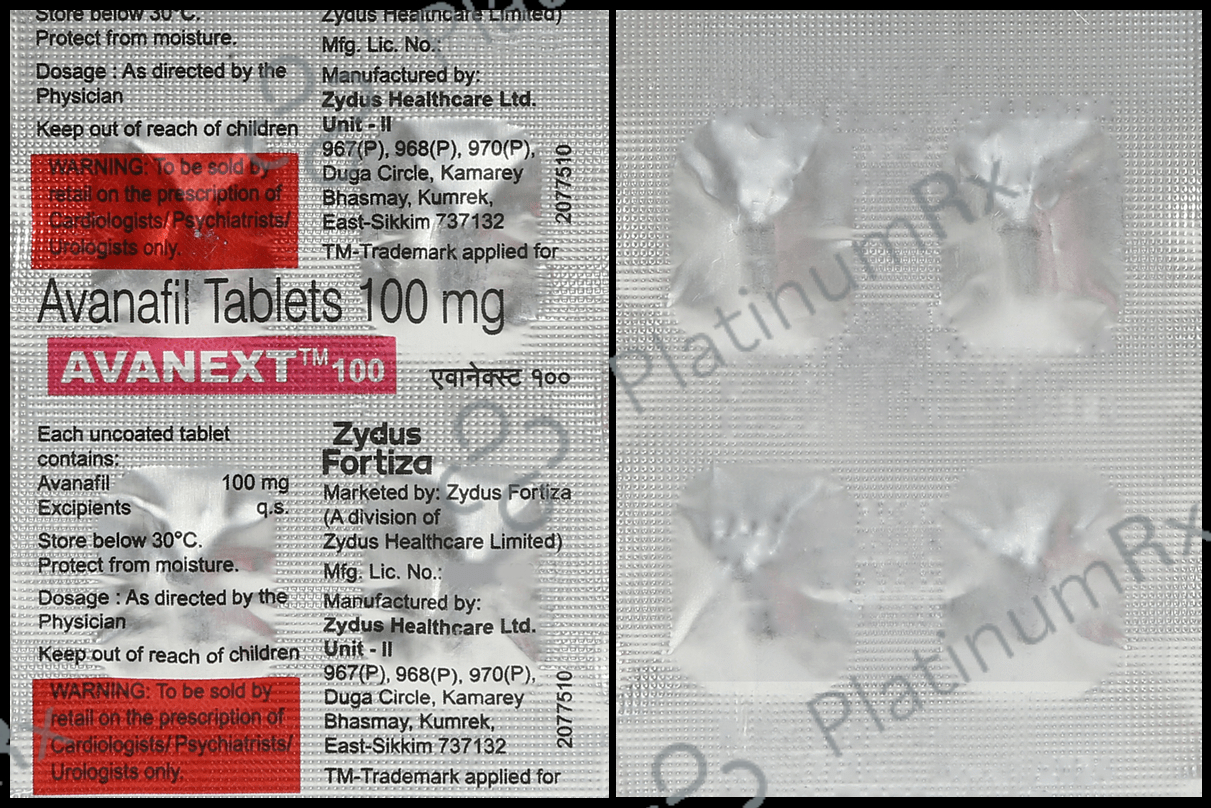 Store below 30°C.
Protect from moisture.
Dosage : As directed by the
Physician
Keep out of reach of children
WARNING: To be sold by
retail on the prescription of
Cardiologists/ Psychiatrists/
Urologists only.
Zydus Healthcare Limited)
Mfg. Lic. No.:
Manufactured by:
Zydus Healthcare Ltd.
Unit - II
967(P), 968(P), 970(P),
Duga Circle, Kamarey
Bhasmay, Kumrek,
East-Sikkim 737132
TM-Trademark applied for
2077510
Avanafil Tablets 100 mg
AVANEXT™100
एवानेक्स्ट १००
Each uncoated tablet
contains:
Avanafil 100 mg
Excipients q.s.
Store below 30°C.
Protect from moisture.
Dosage : As directed by the
Physician
Keep out of reach of children
WARNING: To be sold by
retail on the prescription of
Cardiologists/ Psychiatrists/
Urologists only.
Zydus
Fortiza
Marketed by: Zydus Fortiza
(A division of
Zydus Healthcare Limited)
Mfg. Lic. No.:
Manufactured by:
Zydus Healthcare Ltd.
Unit - II
967(P), 968(P), 970(P),
Duga Circle, Kamarey
Bhasmay, Kumrek,
East-Sikkim 737132
TM-Trademark applied for
2077510
PlatinumRx
PlatinumRx